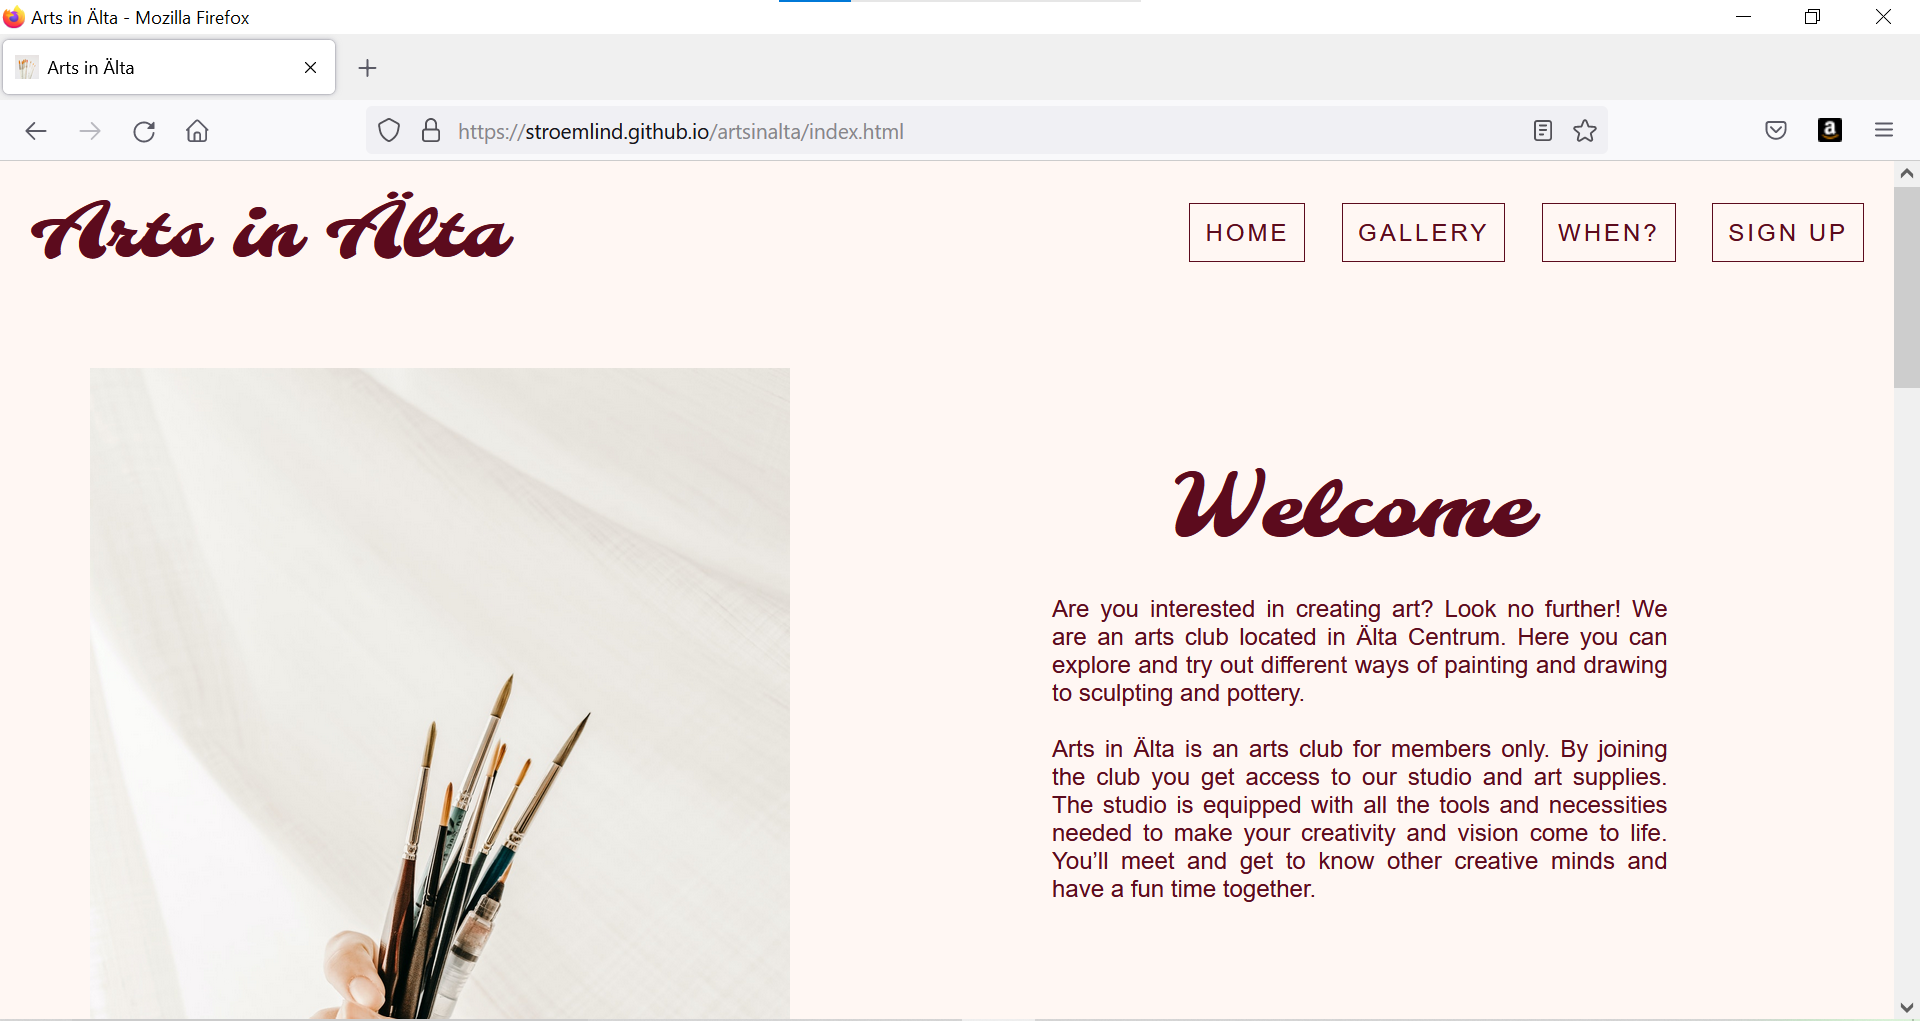 Arts in Älta - Mozilla Firefox
Arts in Älta
https://stroemlind.github.io/artsinalta/index.html
Arts in Älta
HOME
GALLERY
WHEN?
SIGN UP
Welcome
Are you interested in creating art? Look no further! We
are an arts club located in Älta Centrum. Here you can
explore and try out different ways of painting and drawing
to sculpting and pottery.
Arts in Älta is an arts club for members only. By joining
the club you get access to our studio and art supplies.
The studio is equipped with all the tools and necessities
needed to make your creativity and vision come to life.
You’ll meet and get to know other creative minds and
have a fun time together.